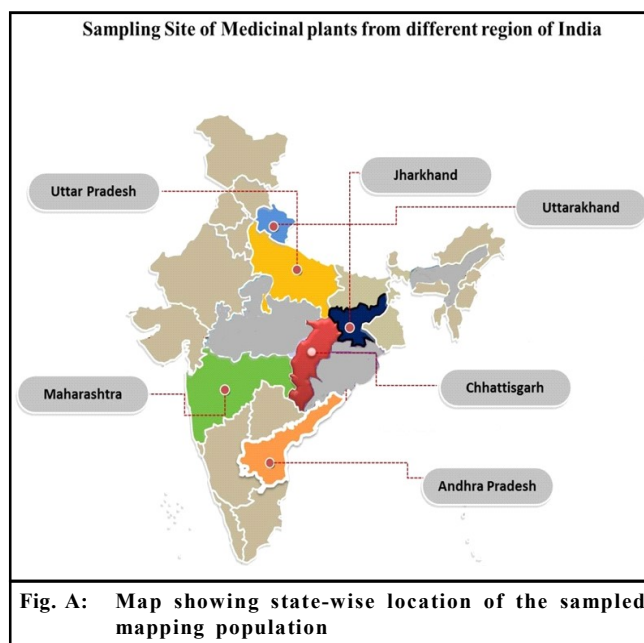 Sampling Site of Medicinal plants from different region of India
Jharkhand
Uttar Pradesh
Uttarakhand
Maharashtra
Chhattisgarh
Andhra Pradesh
Fig. A: Map showing state-wise location of the sampled
mapping population